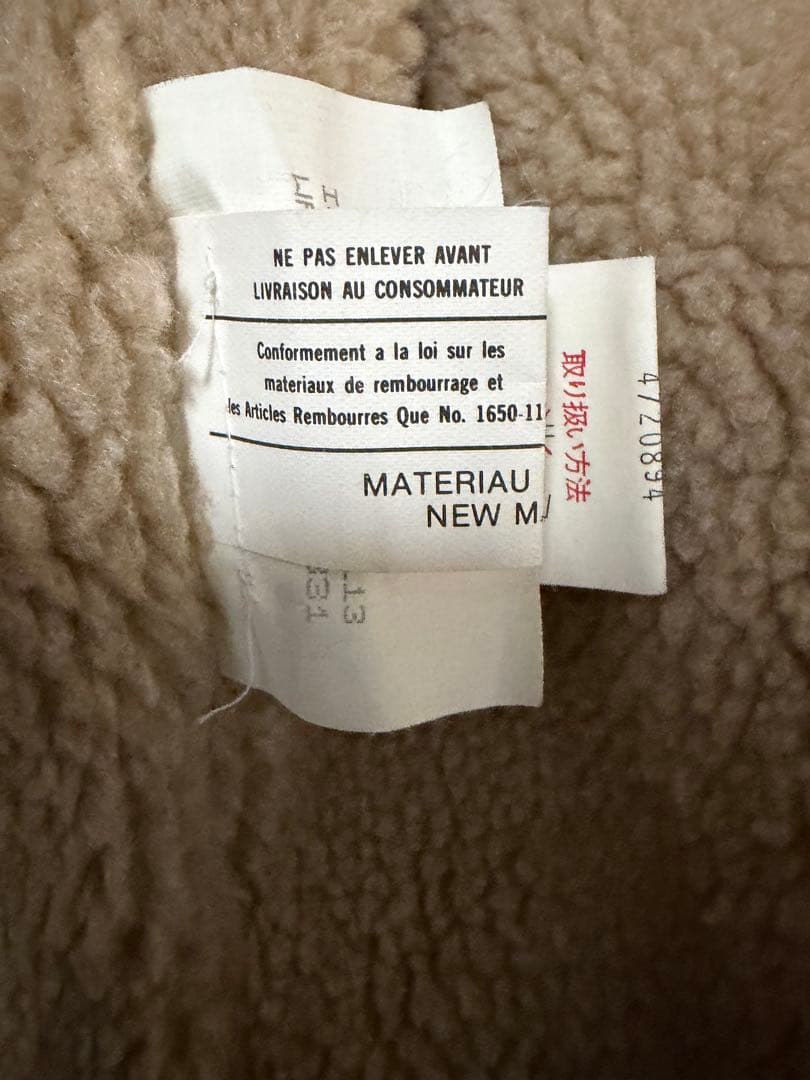 NE PAS ENLEVER AVANT
LIVRAISON AU CONSOMMATEUR
Conformement a la loi sur les
materiaux de rembourrage et
les Articles Rembourres Que No. 1650-11
MATERIAU
NEW
取り扱い方法
4720894